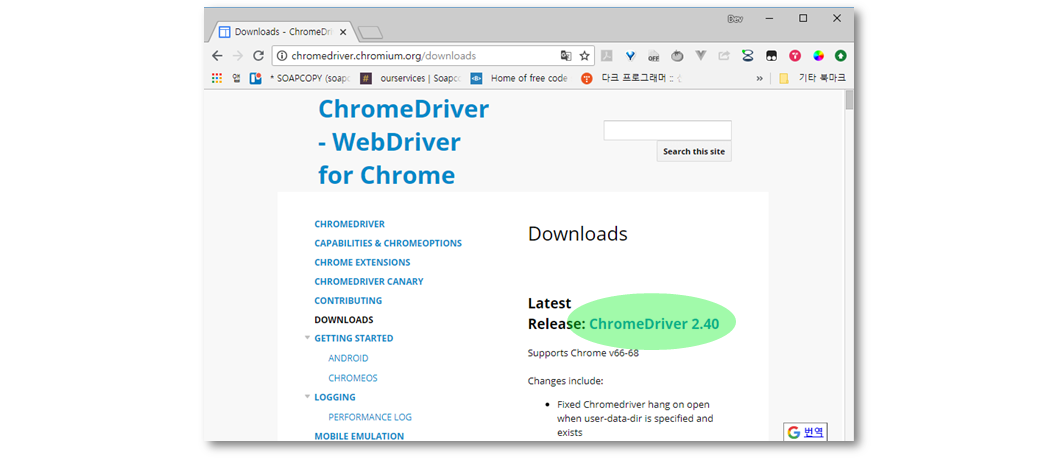 Dev
Downloads - ChromeDri
chromedriver.chromium.org/downloads
OFF
앱
* SOAPCOPY (soapc
ourservices | Soapc
Home of free code
다크 프로그래머 ::
»
기타 북마크
ChromeDriver
- WebDriver
for Chrome
Search this site
CHROMEDRIVER
CAPABILITIES & CHROMEOPTIONS
CHROME EXTENSIONS
CHROMEDRIVER CANARY
CONTRIBUTING
DOWNLOADS
GETTING STARTED
ANDROID
CHROMEOS
LOGGING
PERFORMANCE LOG
MOBILE EMULATION
Downloads
Latest
Release: ChromeDriver 2.40
Supports Chrome v66-68
Changes include:
• Fixed Chromedriver hang on open
when user-data-dir is specified and
exists
G 번역